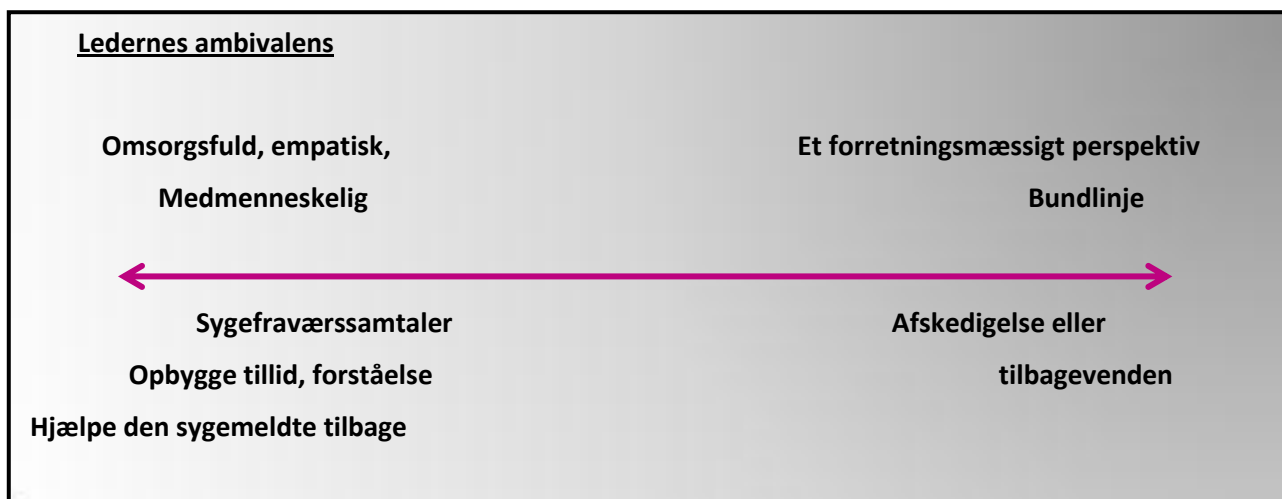 Ledernes ambivalens
Omsorgsfuld, empatisk,
Medmenneskelig
Et forretningsmæssigt perspektiv
Bundlinje
Sygefraværssamtaler
Opbygge tillid, forståelse
Hjælpe den sygemeldte tilbage
Afskedigelse eller
tilbagevenden